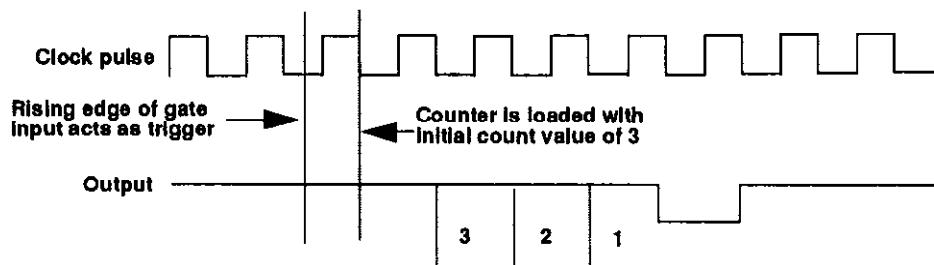 Clock pulse
Rising edge of gate
input acts as trigger
Counter is loaded with
initial count value of 3
Output
3 2 1